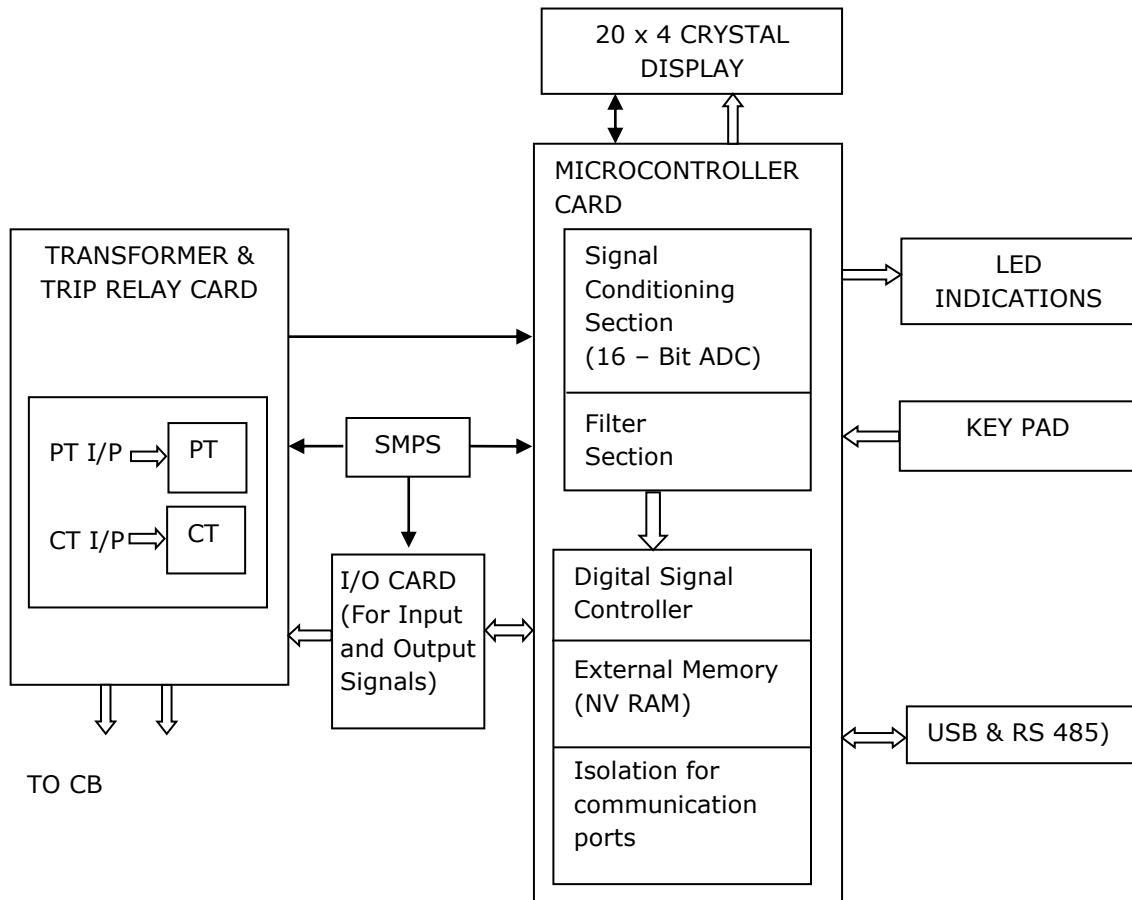 20 x 4 CRYSTAL
DISPLAY
MICROCONTROLLER
CARD
TRANSFORMER &
TRIP RELAY CARD
Signal
Conditioning
Section
(16 – Bit ADC)
LED
INDICATIONS
Filter
Section
KEY PAD
PT I/P
PT
SMPS
CT I/P
CT
I/O CARD
(For Input
and Output
Signals)
Digital Signal
Controller
External Memory
(NV RAM)
USB & RS 485)
Isolation for
communication
ports
TO CB